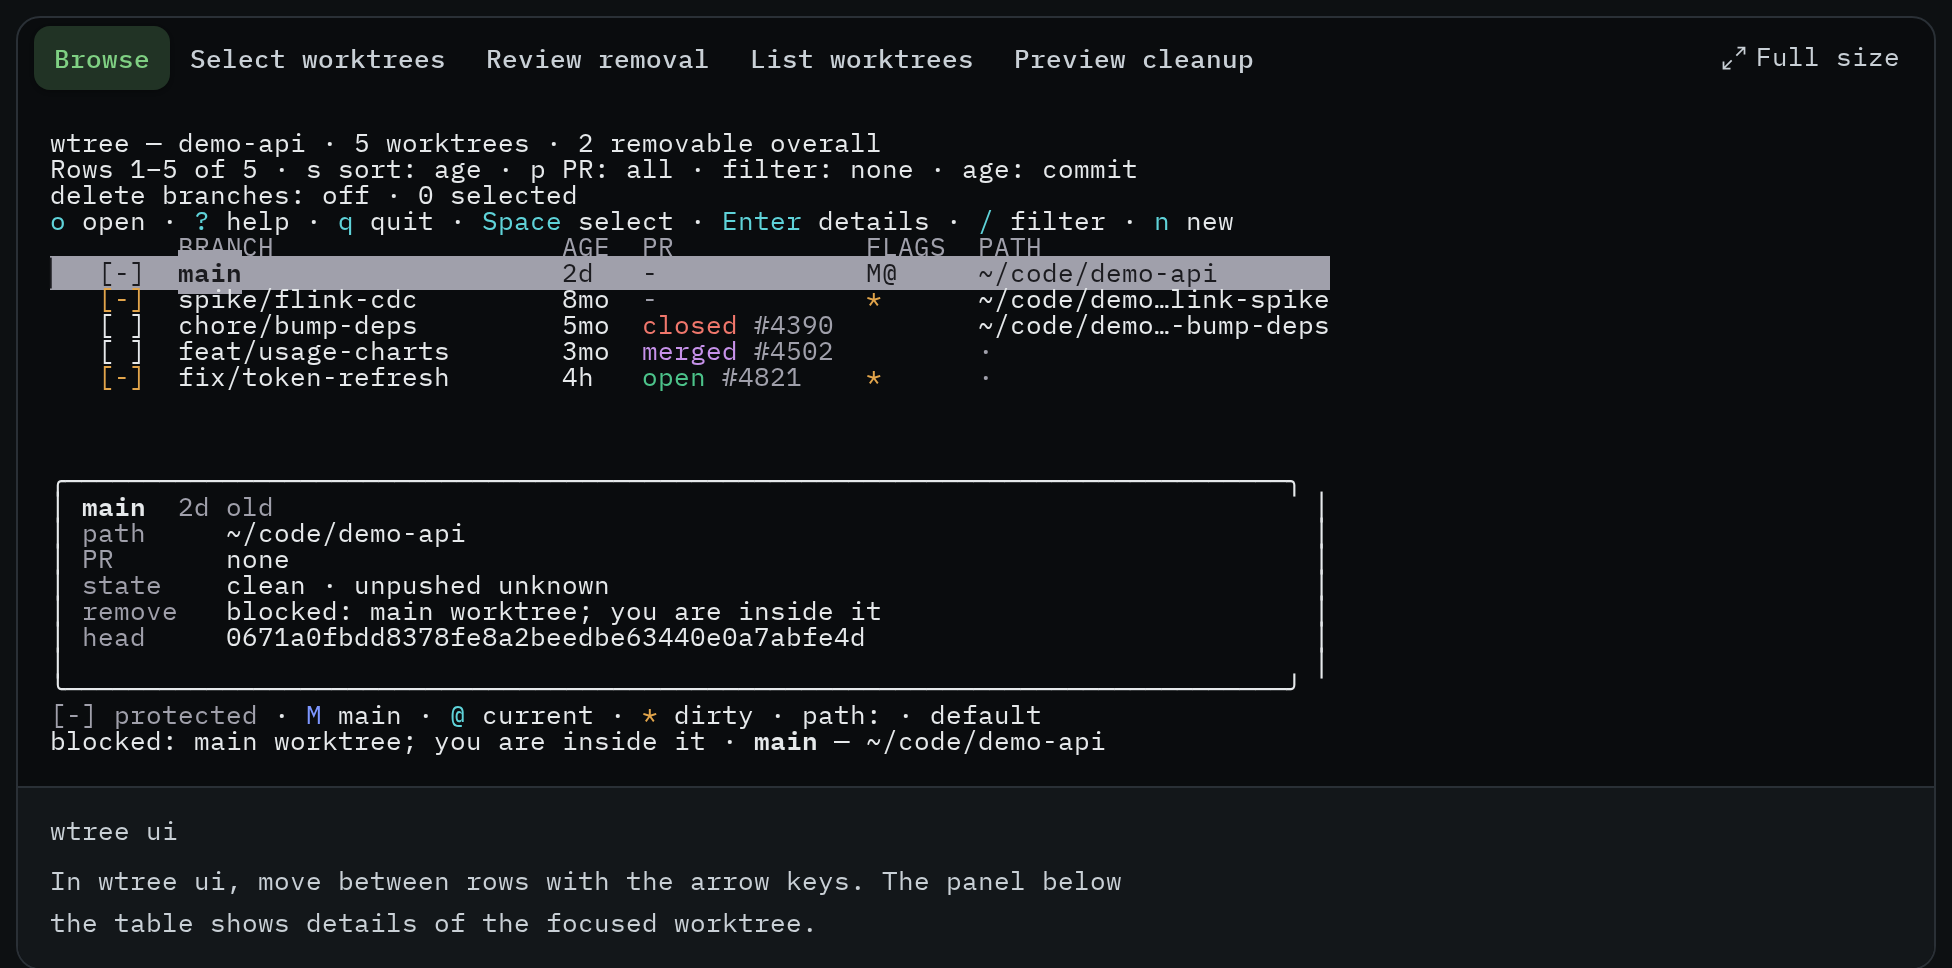 Browse Select worktrees Review removal List worktrees Preview cleanup Full size
wtree — demo-api · 5 worktrees · 2 removable overall
Rows 1–5 of 5 · s sort: age · p PR: all · filter: none · age: commit
delete branches: off · 0 selected
o open · ? help · q quit · Space select · Enter details · / filter · n new
BRANCH AGE PR FLAGS PATH
[-] main 2d - M@ ~/code/demo-api
[-] spike/flink-cdc 8mo - * ~/code/demo…link-spike
[ ] chore/bump-deps 5mo closed #4390 ~/code/demo…-bump-deps
[ ] feat/usage-charts 3mo merged #4502 ·
[-] fix/token-refresh 4h open #4821 * ·
main 2d old
path ~/code/demo-api
PR none
state clean · unpushed unknown
remove blocked: main worktree; you are inside it
head 0671a0fbdd8378fe8a2beedbe63440e0a7abfe4d
[-] protected · M main · @ current · * dirty · path: · default
blocked: main worktree; you are inside it · main — ~/code/demo-api
wtree ui
In wtree ui, move between rows with the arrow keys. The panel below
the table shows details of the focused worktree.